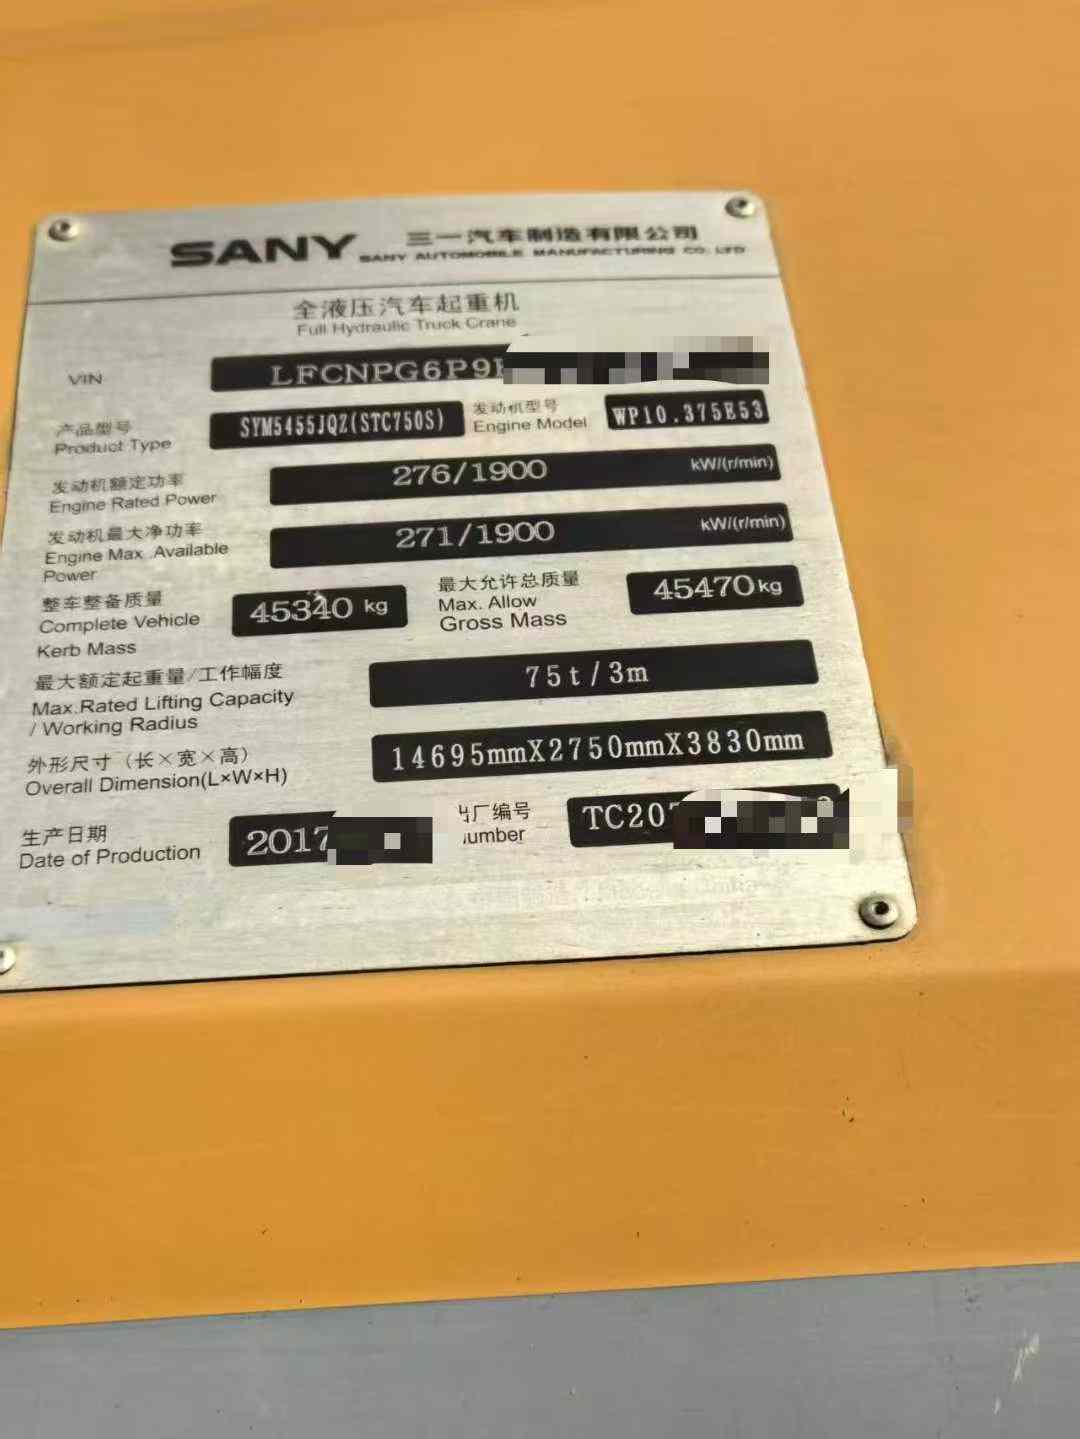 SANY 三一汽车制造有限公司
SANY AUTOMOBILE MANUFACTURING CO., LTD
全液压汽车起重机
Full Hydraulic Truck Crane
VIN LFCNPG6P9
产品型号 SYM5455JQZ(STC750S) 发动机型号 WP10.375E53
Product Type Engine Model
发动机额定功率 276/1900 kW/(r/min)
Engine Rated Power
发动机最大净功率 271/1900 kW/(r/min)
Engine Max .Available
Power
整车整备质量 45340 kg 最大允许总质量 45470 kg
Complete Vehicle Max. Allow
Kerb Mass Gross Mass
最大额定起重量/工作幅度 75t/3m
Max.Rated Lifting Capacity
/ Working Radius
外形尺寸（长×宽×高） 14695mmX2750mmX3830mm
Overall Dimension(L×W×H)
生产日期 2017 出厂编号 TC20
Date of Production umber